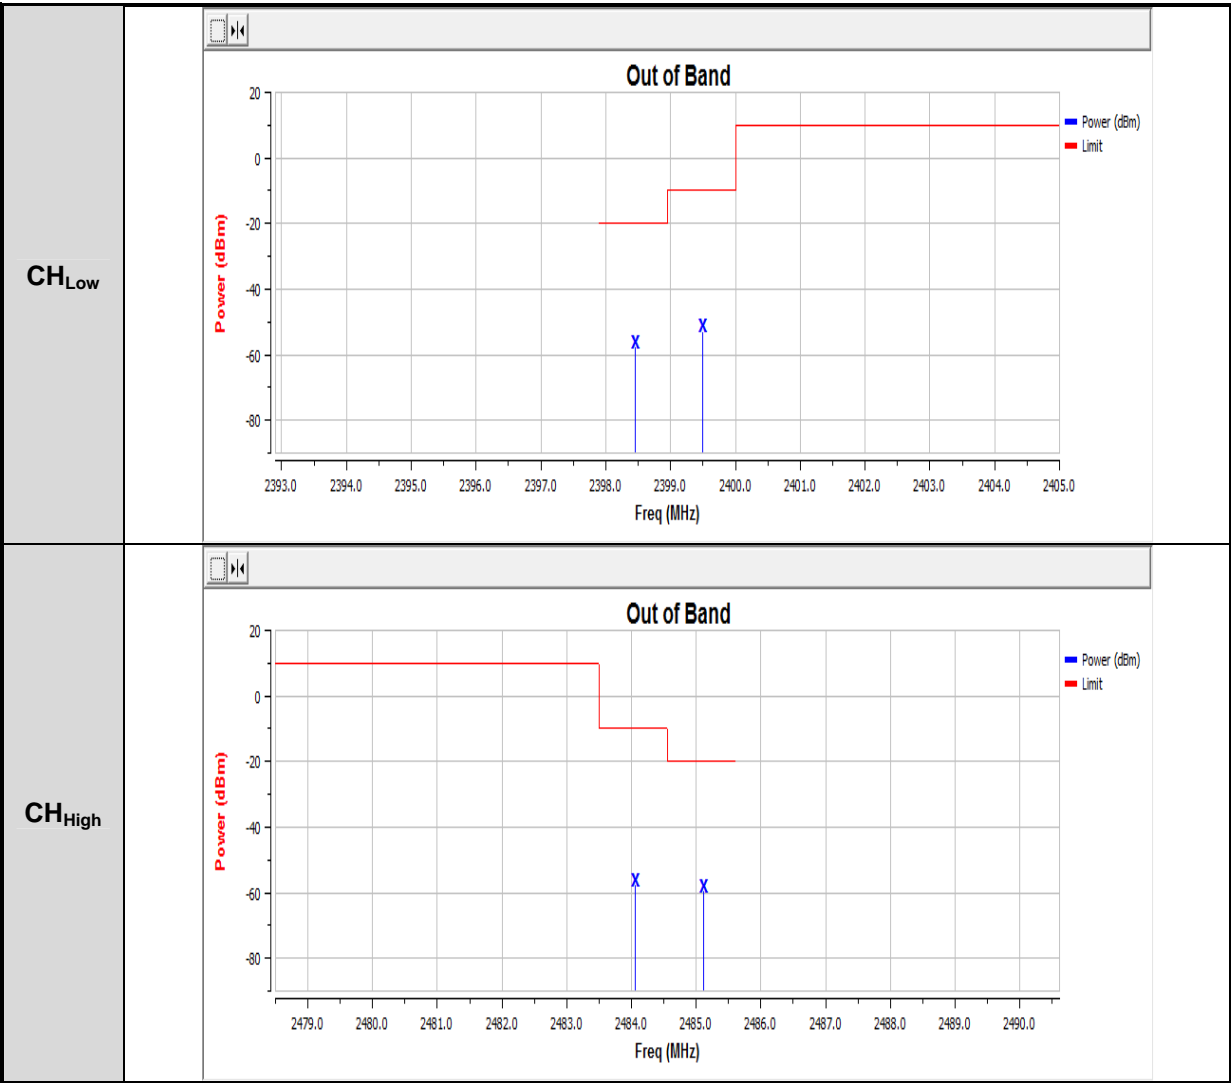 CHLow
Out of Band
Power (dBm)
20
0
-20
-40
-60
-80
2393.0 2394.0 2395.0 2396.0 2397.0 2398.0 2399.0 2400.0 2401.0 2402.0 2403.0 2404.0 2405.0
Freq (MHz)
Power (dBm)
Limit
X X
CHHigh
Out of Band
Power (dBm)
20
0
-20
-40
-60
-80
2479.0 2480.0 2481.0 2482.0 2483.0 2484.0 2485.0 2486.0 2487.0 2488.0 2489.0 2490.0
Freq (MHz)
Power (dBm)
Limit
X X